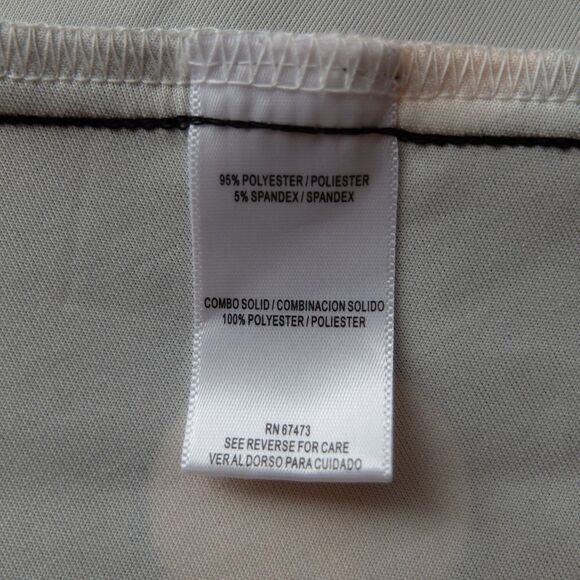 95% POLYESTER / POLIESTER
5% SPANDEX / SPANDEX
COMBO SOLID / COMBINACION SOLIDO
100% POLYESTER / POLIESTER
RN 67473
SEE REVERSE FOR CARE
VER AL DORSO PARA CUIDADO